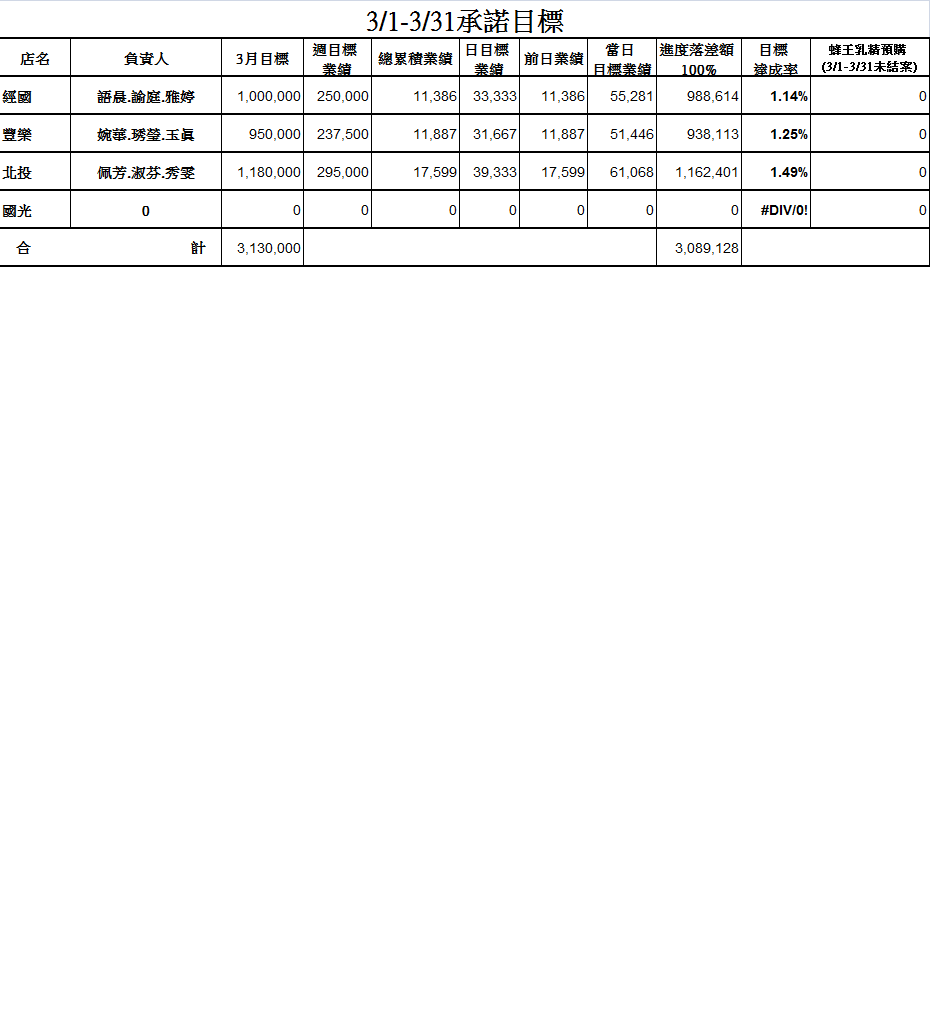 3/1-3/31承諾目標
店名 負責人 3月目標 週目標業績 總累積業績 日目標業績 前日業績 當日目標業績 進度落差額100% 目標達成率 蜂王乳精預購(3/1-3/31未結案)
經國 語晨.諭庭.雅婷 1,000,000 250,000 11,386 33,333 11,386 55,281 988,614 1.14% 0
豐樂 婉華.琇瑩.玉眞 950,000 237,500 11,887 31,667 11,887 51,446 938,113 1.25% 0
北投 佩芳.淑芬.秀雯 1,180,000 295,000 17,599 39,333 17,599 61,068 1,162,401 1.49% 0
國光 0 0 0 0 0 0 0 0 #DIV/0! 0
合 計 3,130,000 3,089,128